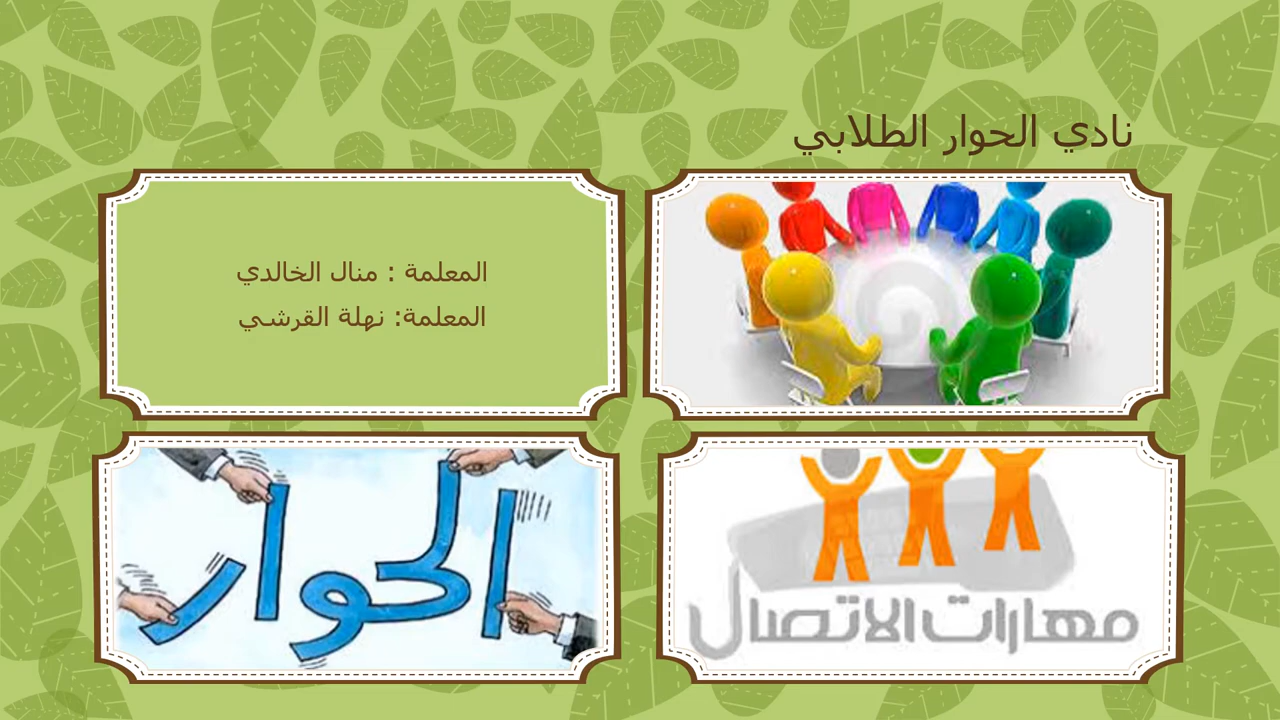 نادي الحوار الطلابي
المعلمة : منال الخالدي
المعلمة: نهلة القرشي
الحوار
مهارات الاتصال